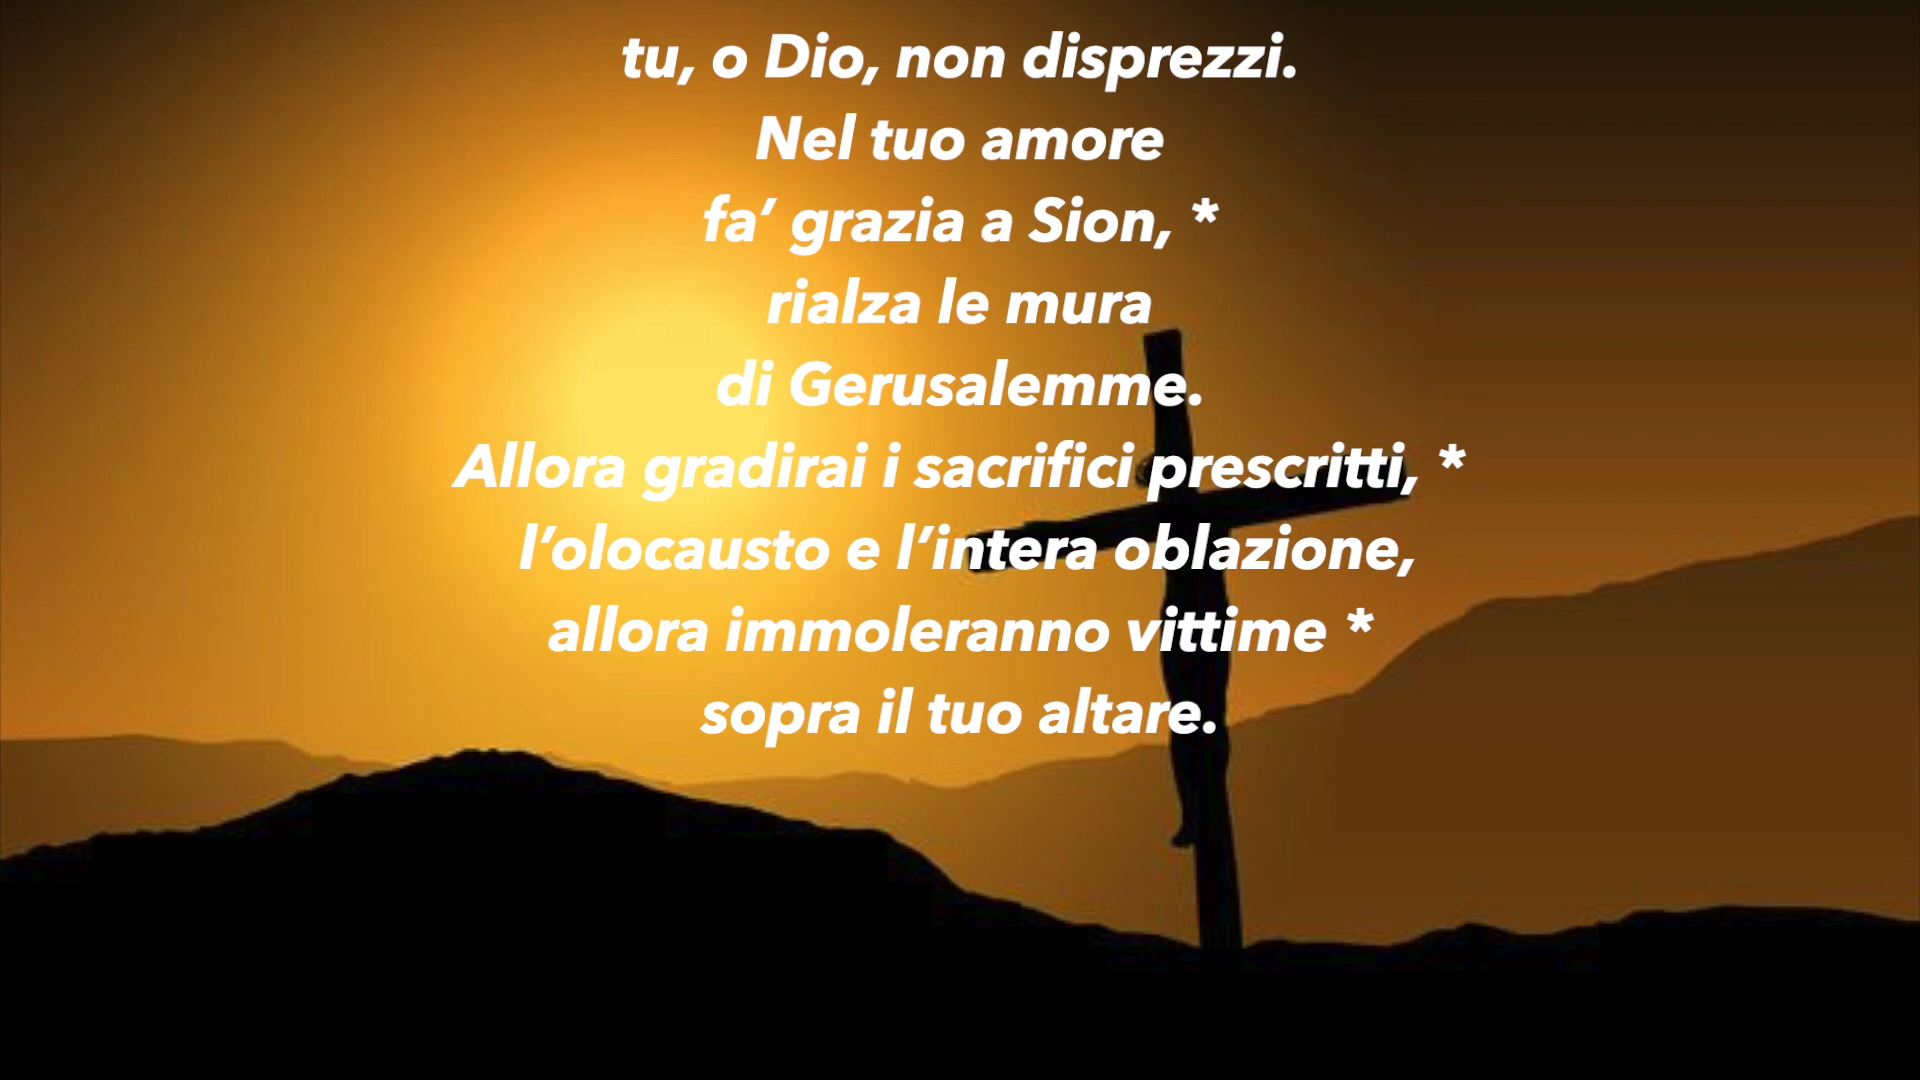 tu, o Dio, non disprezzi.
Nel tuo amore
fa’ grazia a Sion, *
rialza le mura
di Gerusalemme.
Allora gradirai i sacrifici prescritti, *
l’olocausto e l’intera oblazione,
allora immoleranno vittime *
sopra il tuo altare.